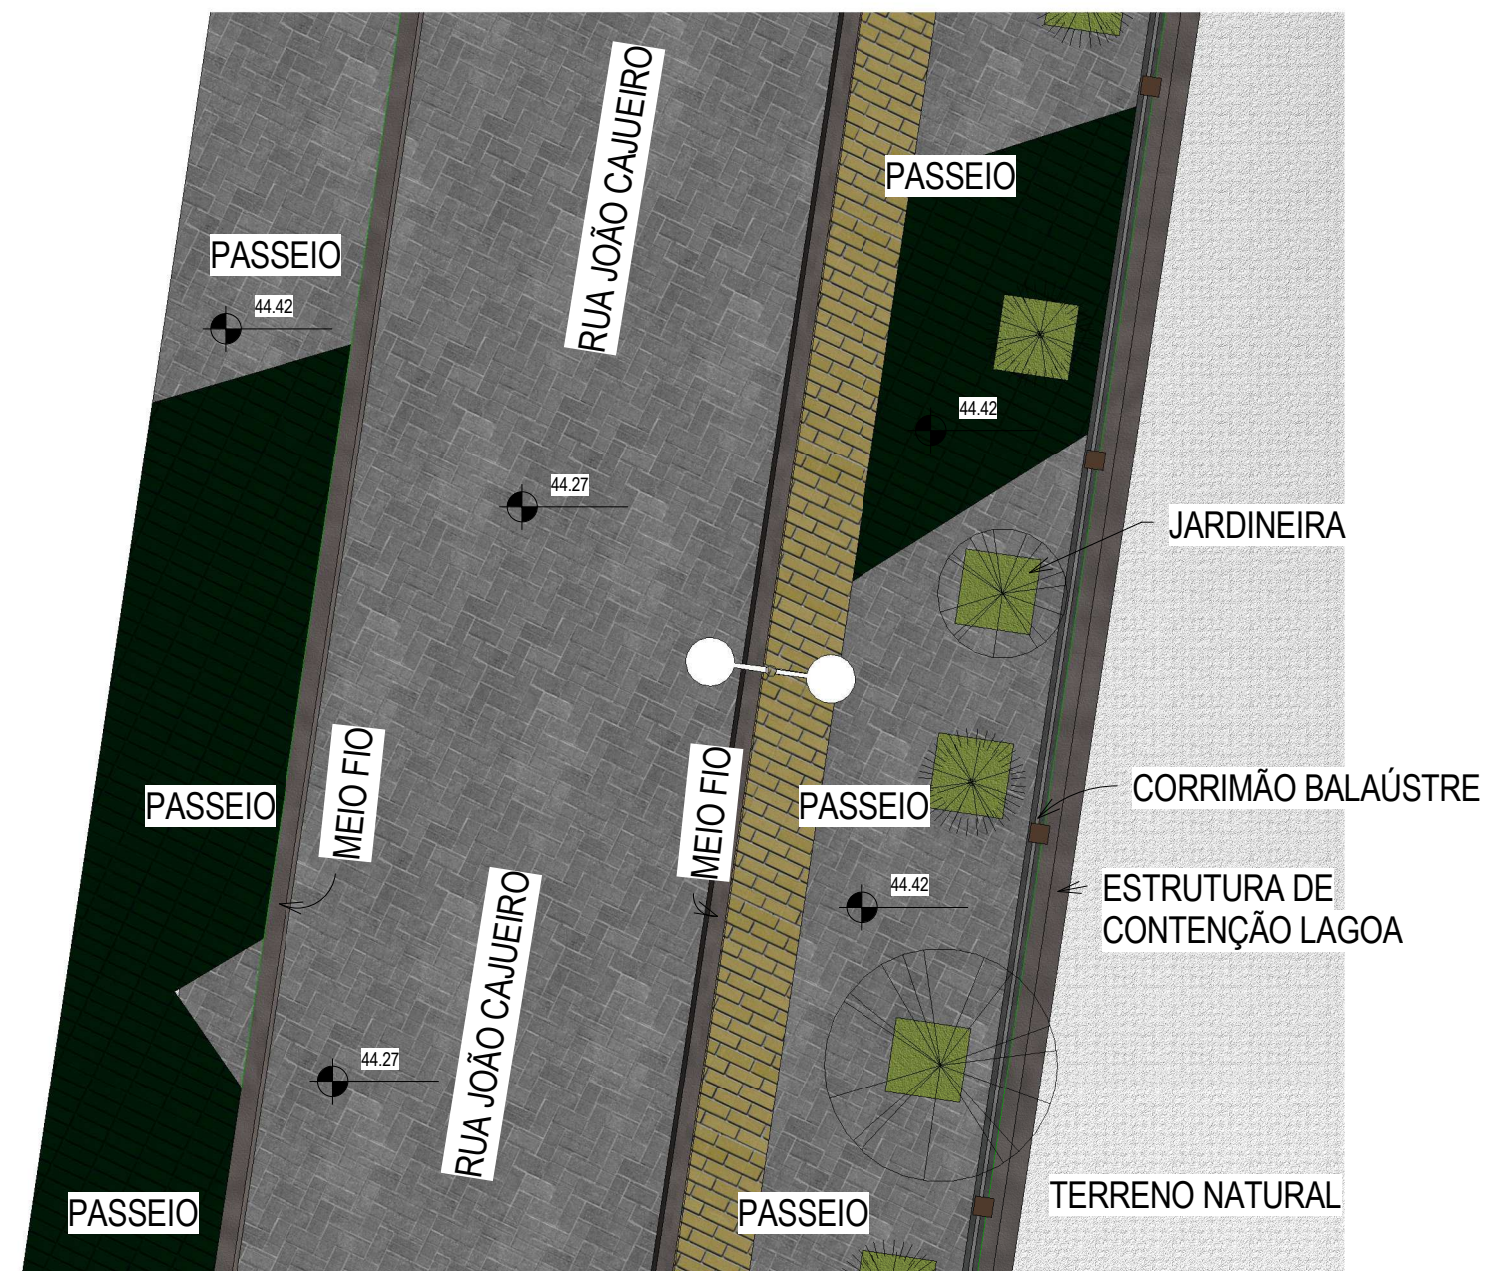 RUA JOÃO CAJUEIRO
PASSEIO
PASSEIO
44.42
44.42
44.27
JARDINEIRA
MEIO FIO
MEIO FIO
PASSEIO
PASSEIO
CORRIMÃO BALAÚSTRE
44.42
ESTRUTURA DE
CONTENÇÃO LAGOA
RUA JOÃO CAJUEIRO
44.27
PASSEIO
PASSEIO
TERRENO NATURAL